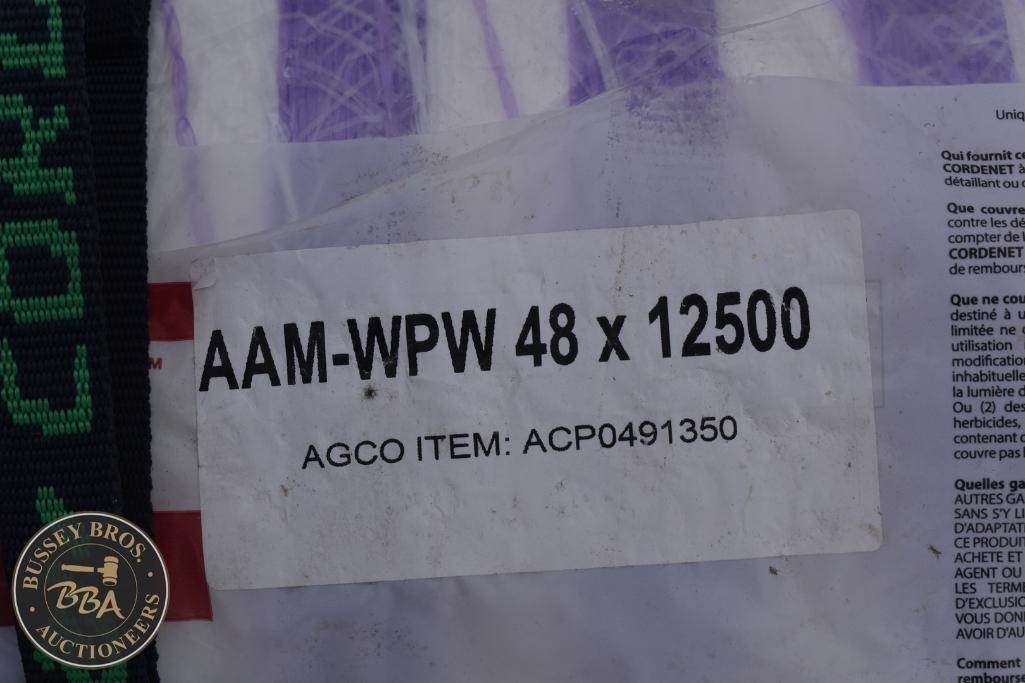 AAM-WPW 48 x 12500
AGCO ITEM: ACP0491350
Uniq
Qui fournit ce
CORDENET à
détaillant ou d
Que couvre
contre les dé
compter de l
CORDENET
de rembours
Que ne cou
destiné à u
limitée ne
utilisation
modification
inhabituelle
la lumière d
Ou (2) des
herbicides,
contenant d
couvre pas l
Quelles ga
AUTRES GA
SANS S'Y LI
D'ADAPTATI
CE PRODUIT
ACHETE ET
AGENT OU
LES TERME
D'EXCLUSIO
VOUS DONN
AVOIR D'AU
Comment
rembourse
BUSSEY BROS.
BBA
AUCTIONEERS